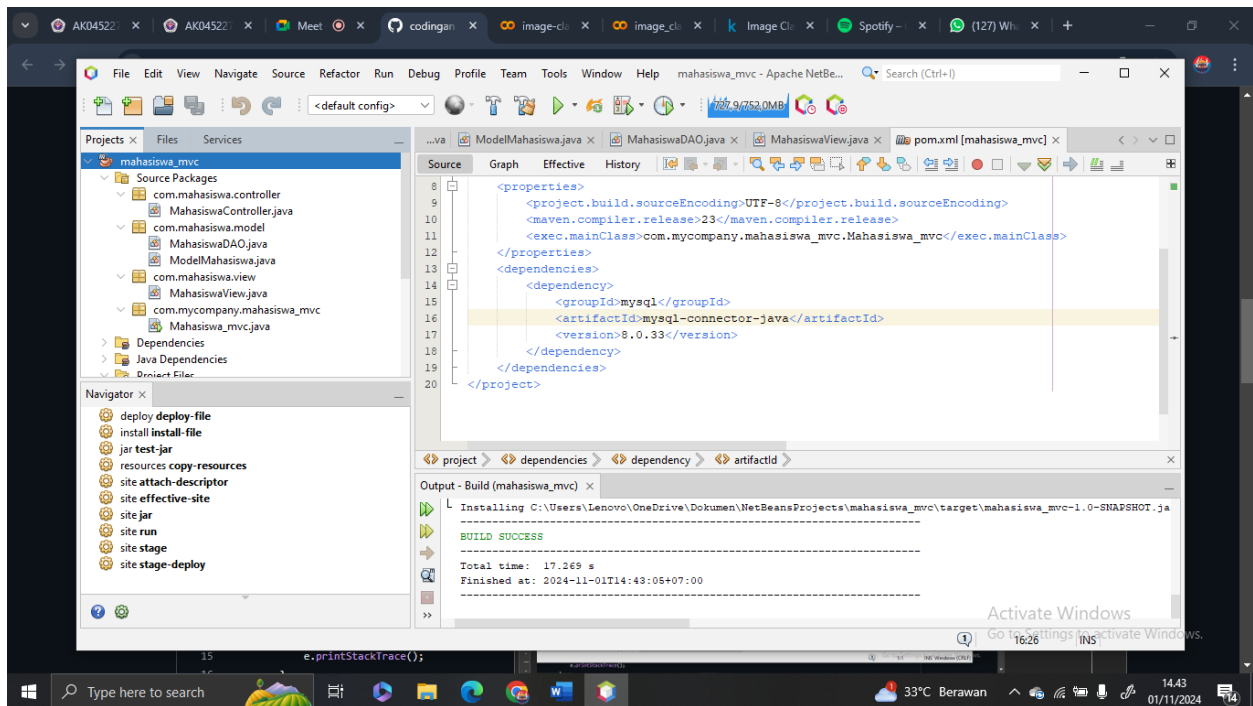 AK045227
AK045227
Meet
codingan
image-cla
image_cla
Image Cla
Spotify –
(127) Wha
File Edit View Navigate Source Refactor Run Debug Profile Team Tools Window Help mahasiswa_mvc - Apache NetBe...
Search (Ctrl+I)
<default config>
727.9/752.0MB
Projects
Files
Services
mahasiswa_mvc
Source Packages
com.mahasiswa.controller
MahasiswaController.java
com.mahasiswa.model
MahasiswaDAO.java
ModelMahasiswa.java
com.mahasiswa.view
MahasiswaView.java
com.mycompany.mahasiswa_mvc
Mahasiswa_mvc.java
Dependencies
Java Dependencies
Project Files
Navigator
deploy deploy-file
install install-file
jar test-jar
resources copy-resources
site attach-descriptor
site effective-site
site jar
site run
site stage
site stage-deploy
...va ModelMahasiswa.java MahasiswaDAO.java MahasiswaView.java pom.xml [mahasiswa_mvc]
Source Graph Effective History
8 <properties>
9 <project.build.sourceEncoding>UTF-8</project.build.sourceEncoding>
10 <maven.compiler.release>23</maven.compiler.release>
11 <exec.mainClass>com.mycompany.mahasiswa_mvc.Mahasiswa_mvc</exec.mainClass>
12 </properties>
13 <dependencies>
14 <dependency>
15 <groupId>mysql</groupId>
16 <artifactId>mysql-connector-java</artifactId>
17 <version>8.0.33</version>
18 </dependency>
19 </dependencies>
20 </project>
project dependencies dependency artifactId
Output - Build (mahasiswa_mvc)
Installing C:\Users\Lenovo\OneDrive\Dokumen\NetBeansProjects\mahasiswa_mvc\target\mahasiswa_mvc-1.0-SNAPSHOT.ja
------------------------------------------------------------------------
BUILD SUCCESS
------------------------------------------------------------------------
Total time: 17.269 s
Finished at: 2024-11-01T14:43:05+07:00
------------------------------------------------------------------------
Activate Windows
Go to Settings to activate Windows.
16:26
INS
15 e.printStackTrace();
Type here to search
33°C Berawan
14.43
01/11/2024
14